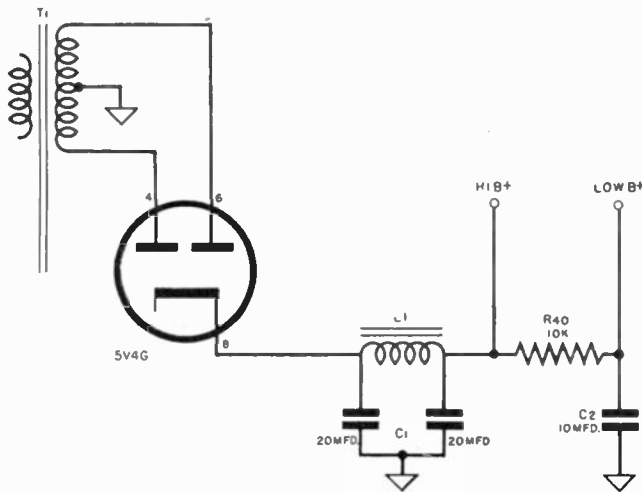 T1
4
6
HI B+
LOW B+
8
5V4G
L1
R40
10K
C1
20MFD.
20MFD
C2
10MFD.